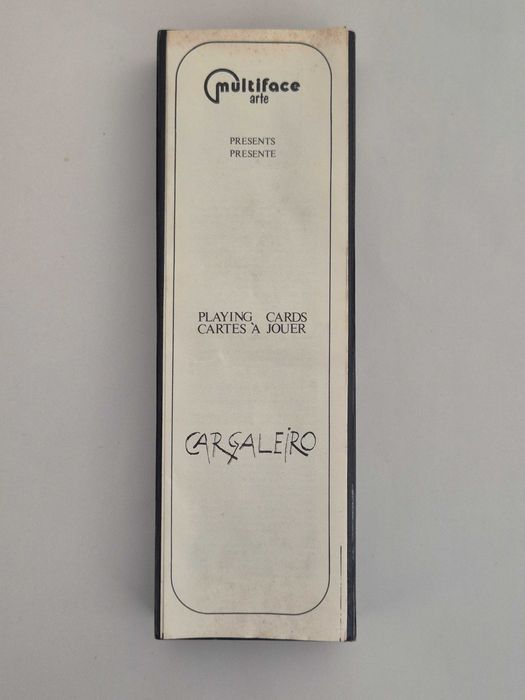 multiface
arte
PRESENTS
PRESENTE
PLAYING CARDS
CARTES À JOUER
CARGALEIRO